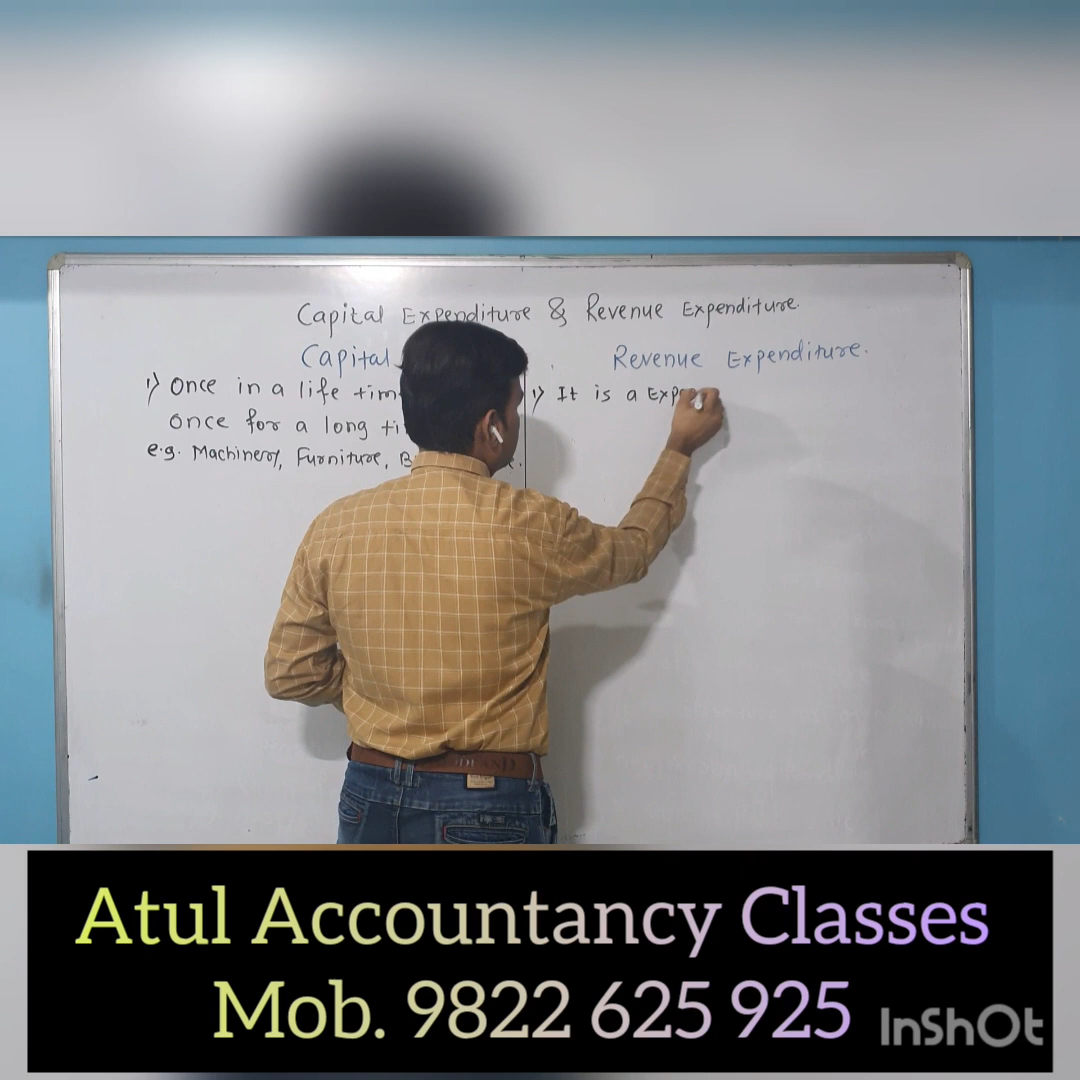 Capital Expenditure & Revenue Expenditure.
Capital
Revenue Expenditure.
1) Once in a life
once for a long
e.g. Machinery, Furniture,
1) It is a
Atul Accountancy Classes
Mob. 9822 625 925
InShOt